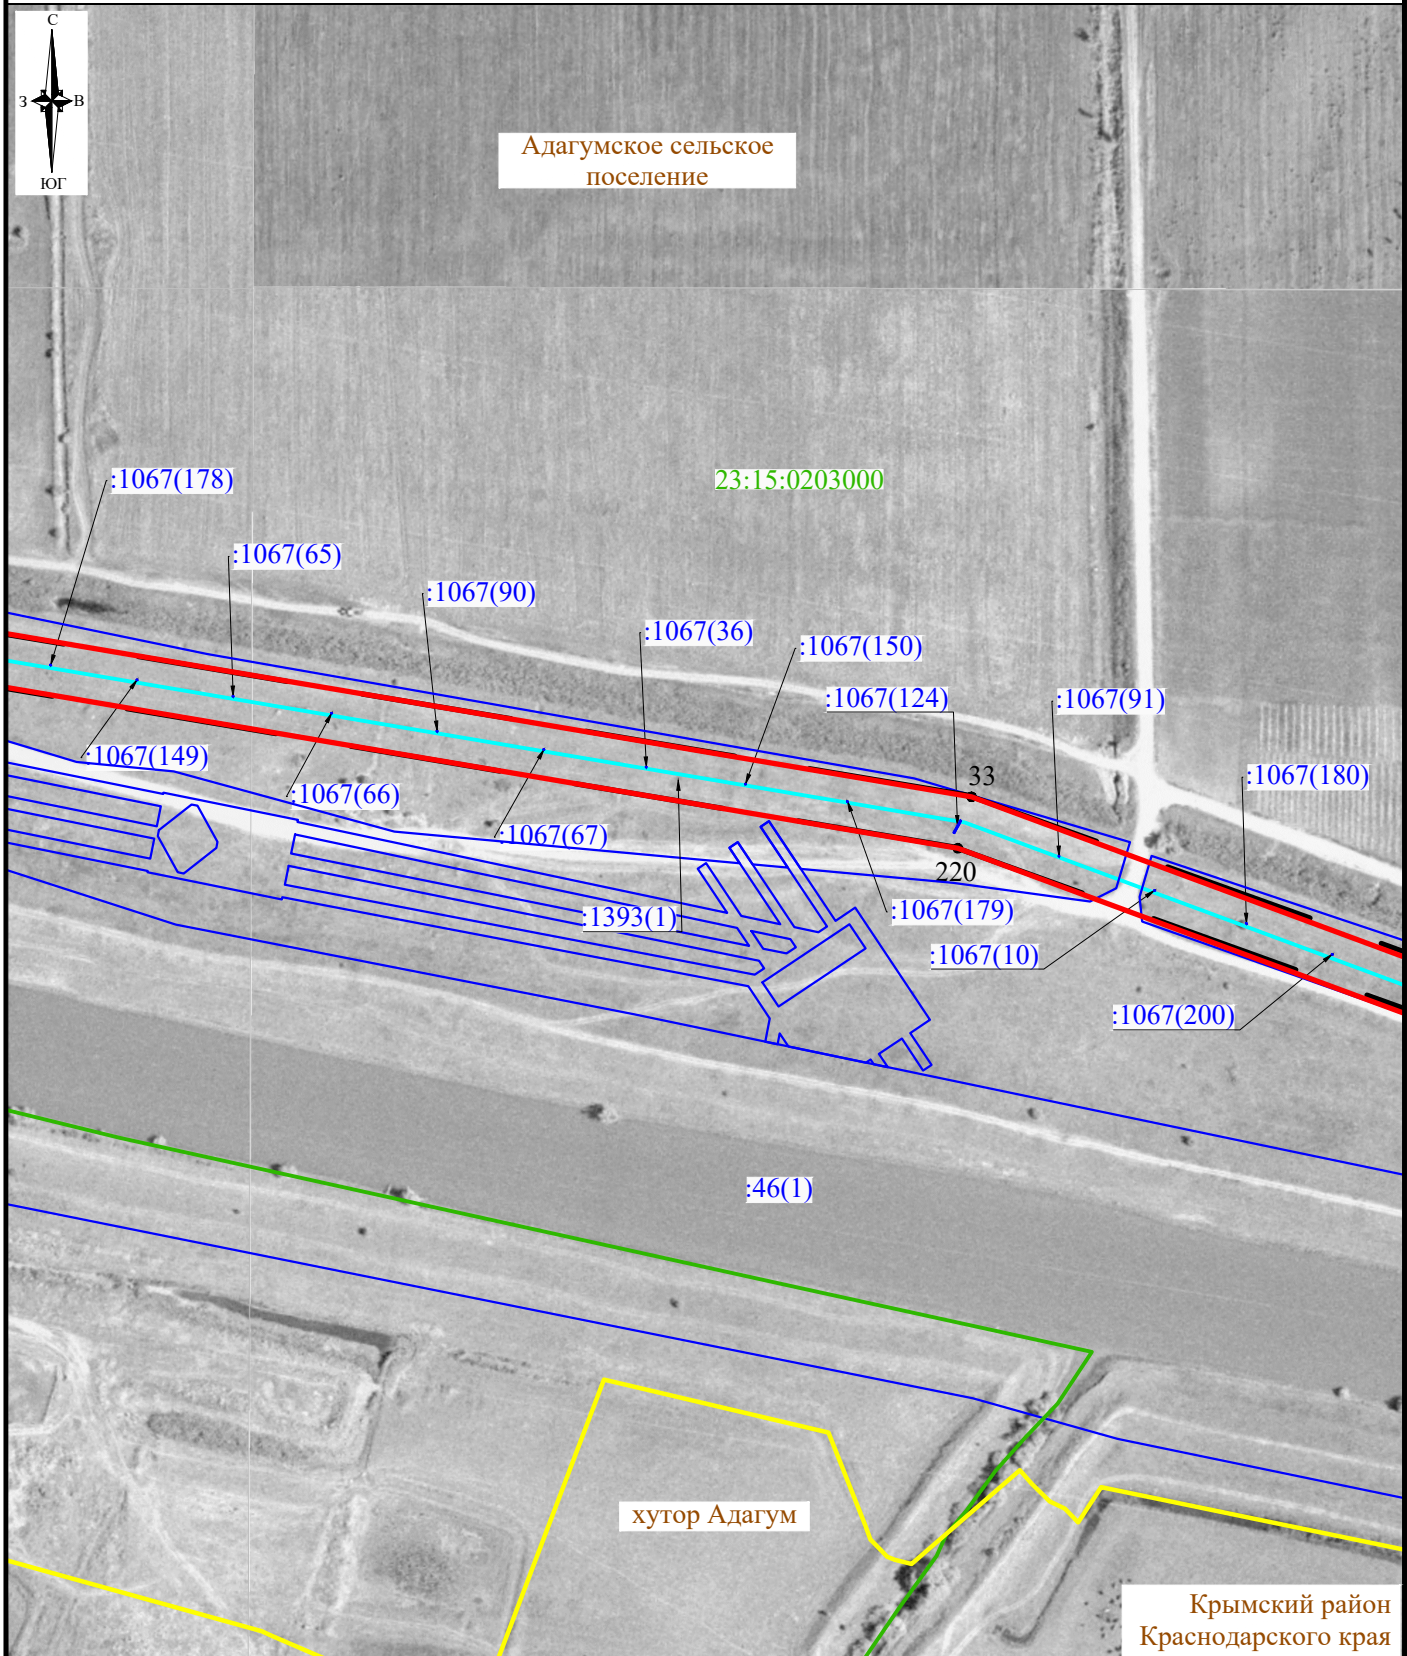 С
З В
ЮГ
Адагумское сельское
поселение
:1067(178)
23:15:0203000
:1067(65)
:1067(90)
:1067(36)
:1067(150)
:1067(124)
:1067(91)
:1067(149)
:1067(66)
33
:1067(180)
:1067(67)
220
:1393(1)
:1067(179)
:1067(10)
:1067(200)
:46(1)
хутор Адагум
Крымский район
Краснодарского края